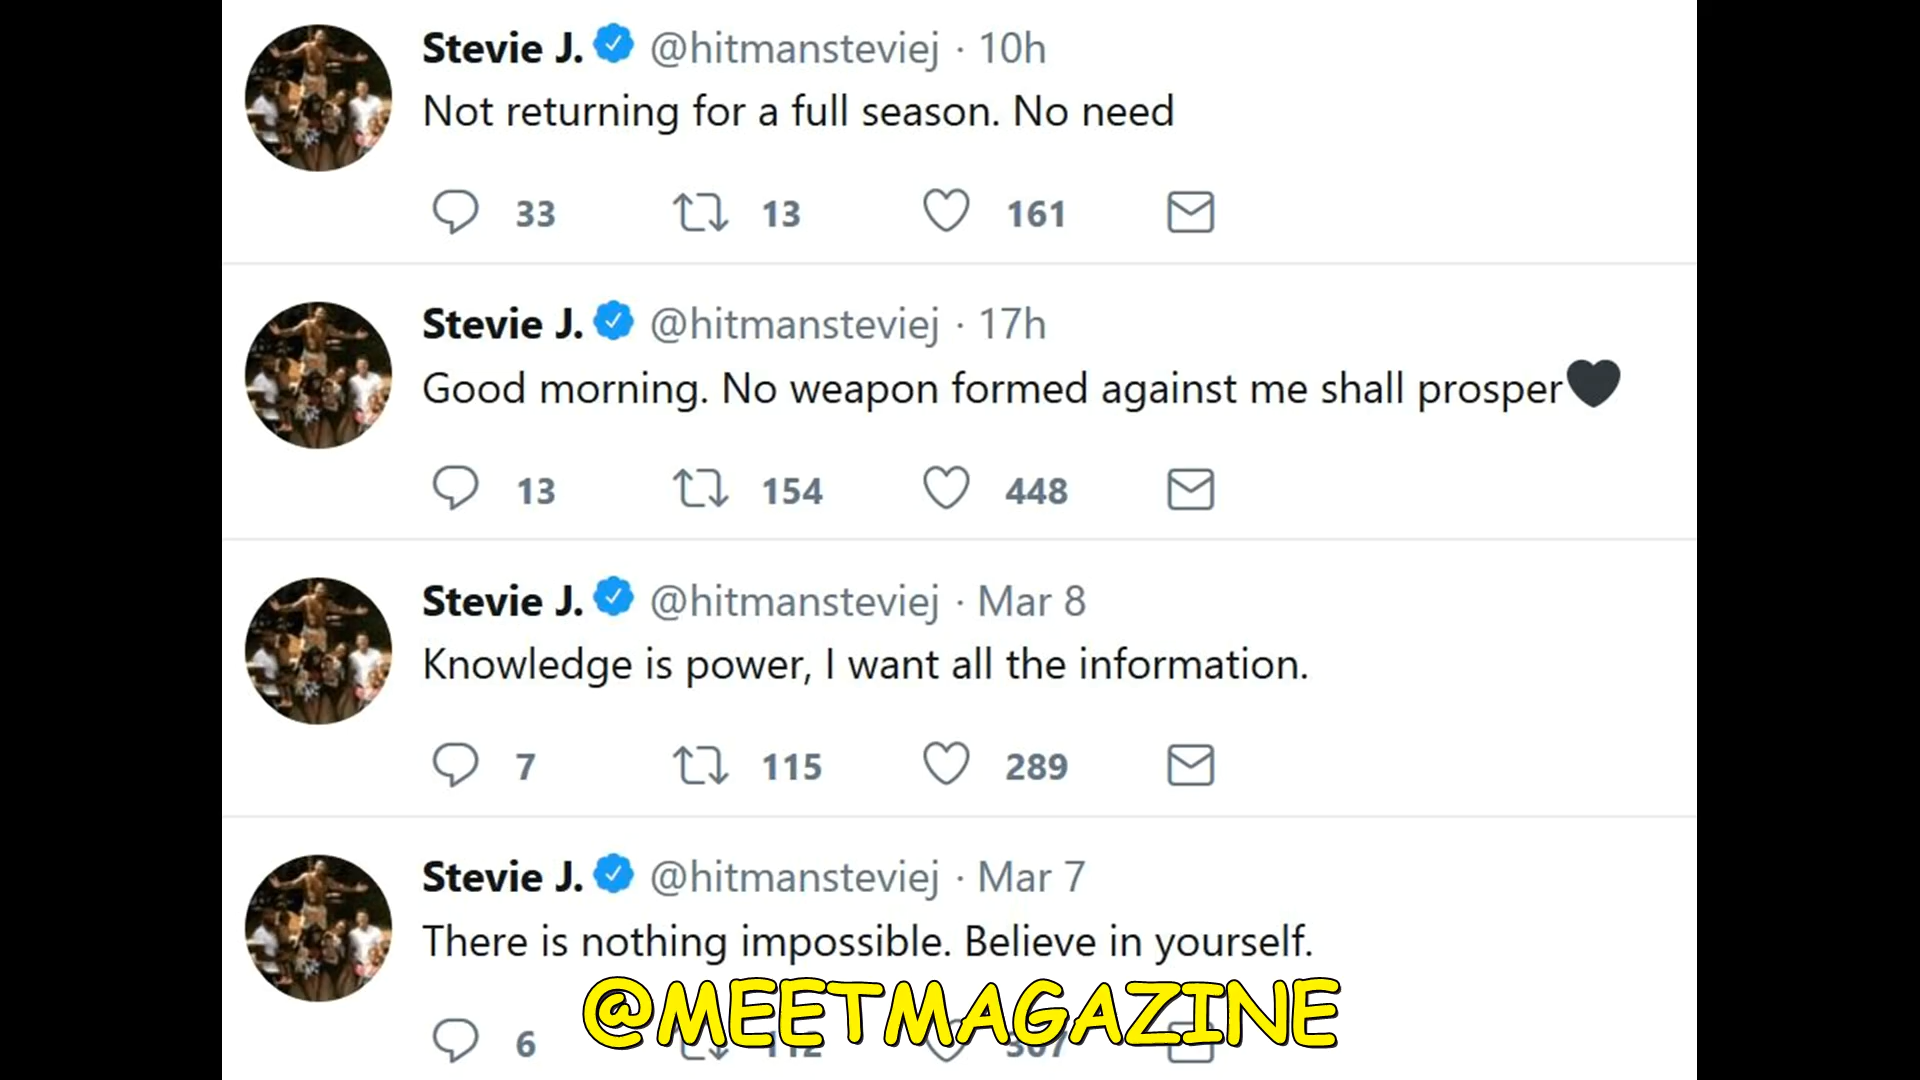 Stevie J. @hitmansteviej · 10h
Not returning for a full season. No need
33 13 161
Stevie J. @hitmansteviej · 17h
Good morning. No weapon formed against me shall prosper🖤
13 154 448
Stevie J. @hitmansteviej · Mar 8
Knowledge is power, I want all the information.
7 115 289
Stevie J. @hitmansteviej · Mar 7
There is nothing impossible. Believe in yourself.
@MEETMAGAZINE
6 112 307